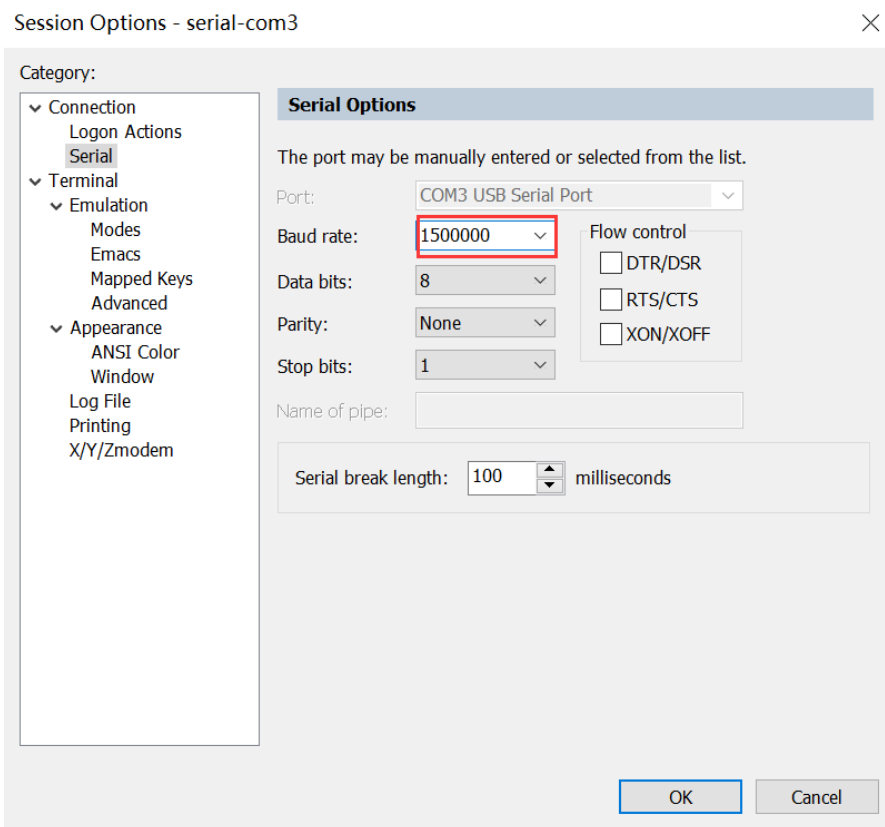 Session Options - serial-com3
Category:
Connection
Logon Actions
Serial
Terminal
Emulation
Modes
Emacs
Mapped Keys
Advanced
Appearance
ANSI Color
Window
Log File
Printing
X/Y/Zmodem
Serial Options
The port may be manually entered or selected from the list.
Port: COM3 USB Serial Port
Baud rate: 1500000
Data bits: 8
Parity: None
Stop bits: 1
Name of pipe:
Flow control
DTR/DSR
RTS/CTS
XON/XOFF
Serial break length: 100 milliseconds
OK Cancel